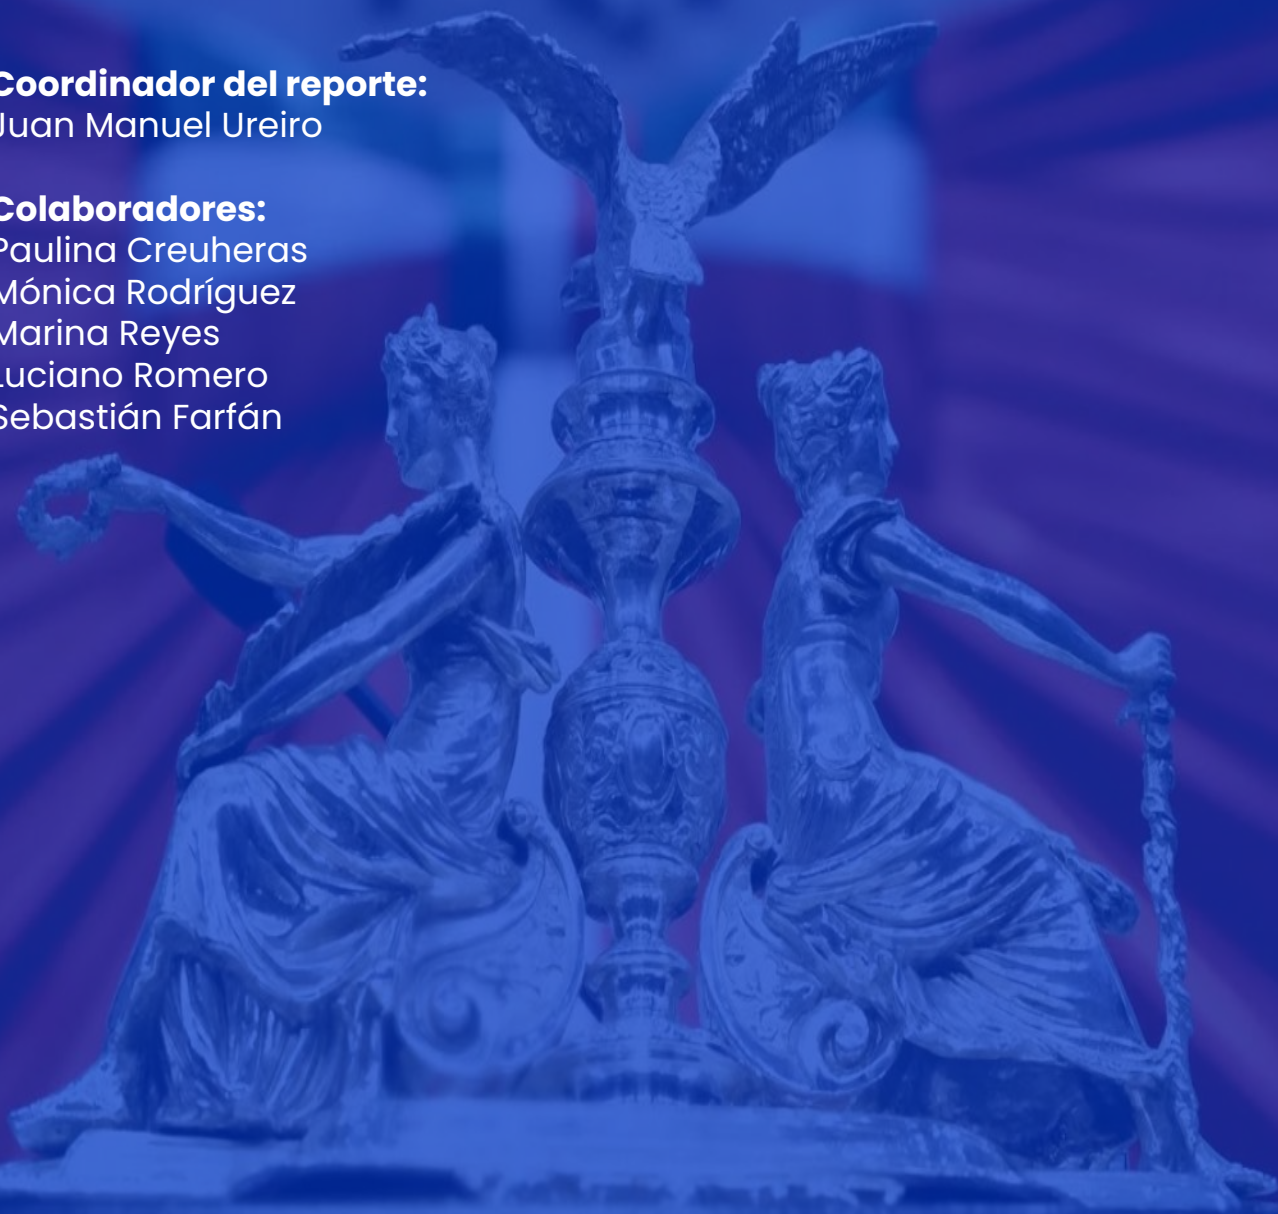 Coordinador del reporte:
Juan Manuel Ureiro
Colaboradores:
Paulina Creuheras
Mónica Rodríguez
Marina Reyes
Luciano Romero
Sebastián Farfán